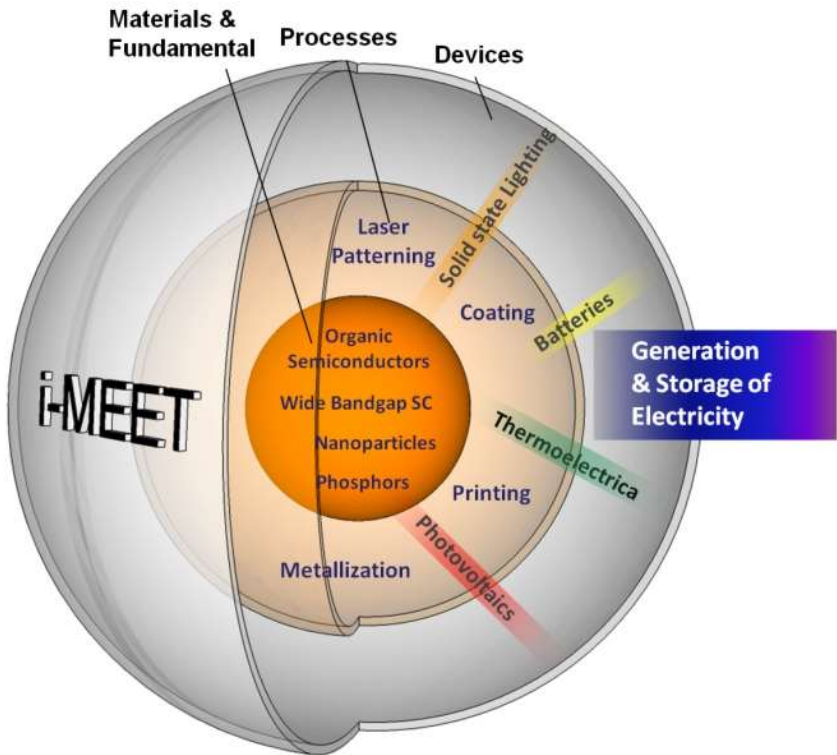 Materials &
Fundamental
Processes
Devices
Laser
Patterning
Solid state Lighting
Coating
Batteries
Generation
& Storage of
Electricity
Organic
Semiconductors
Wide Bandgap SC
Nanoparticles
Phosphors
i-MEET
Thermoelectrica
Printing
Photovoltaics
Metallization